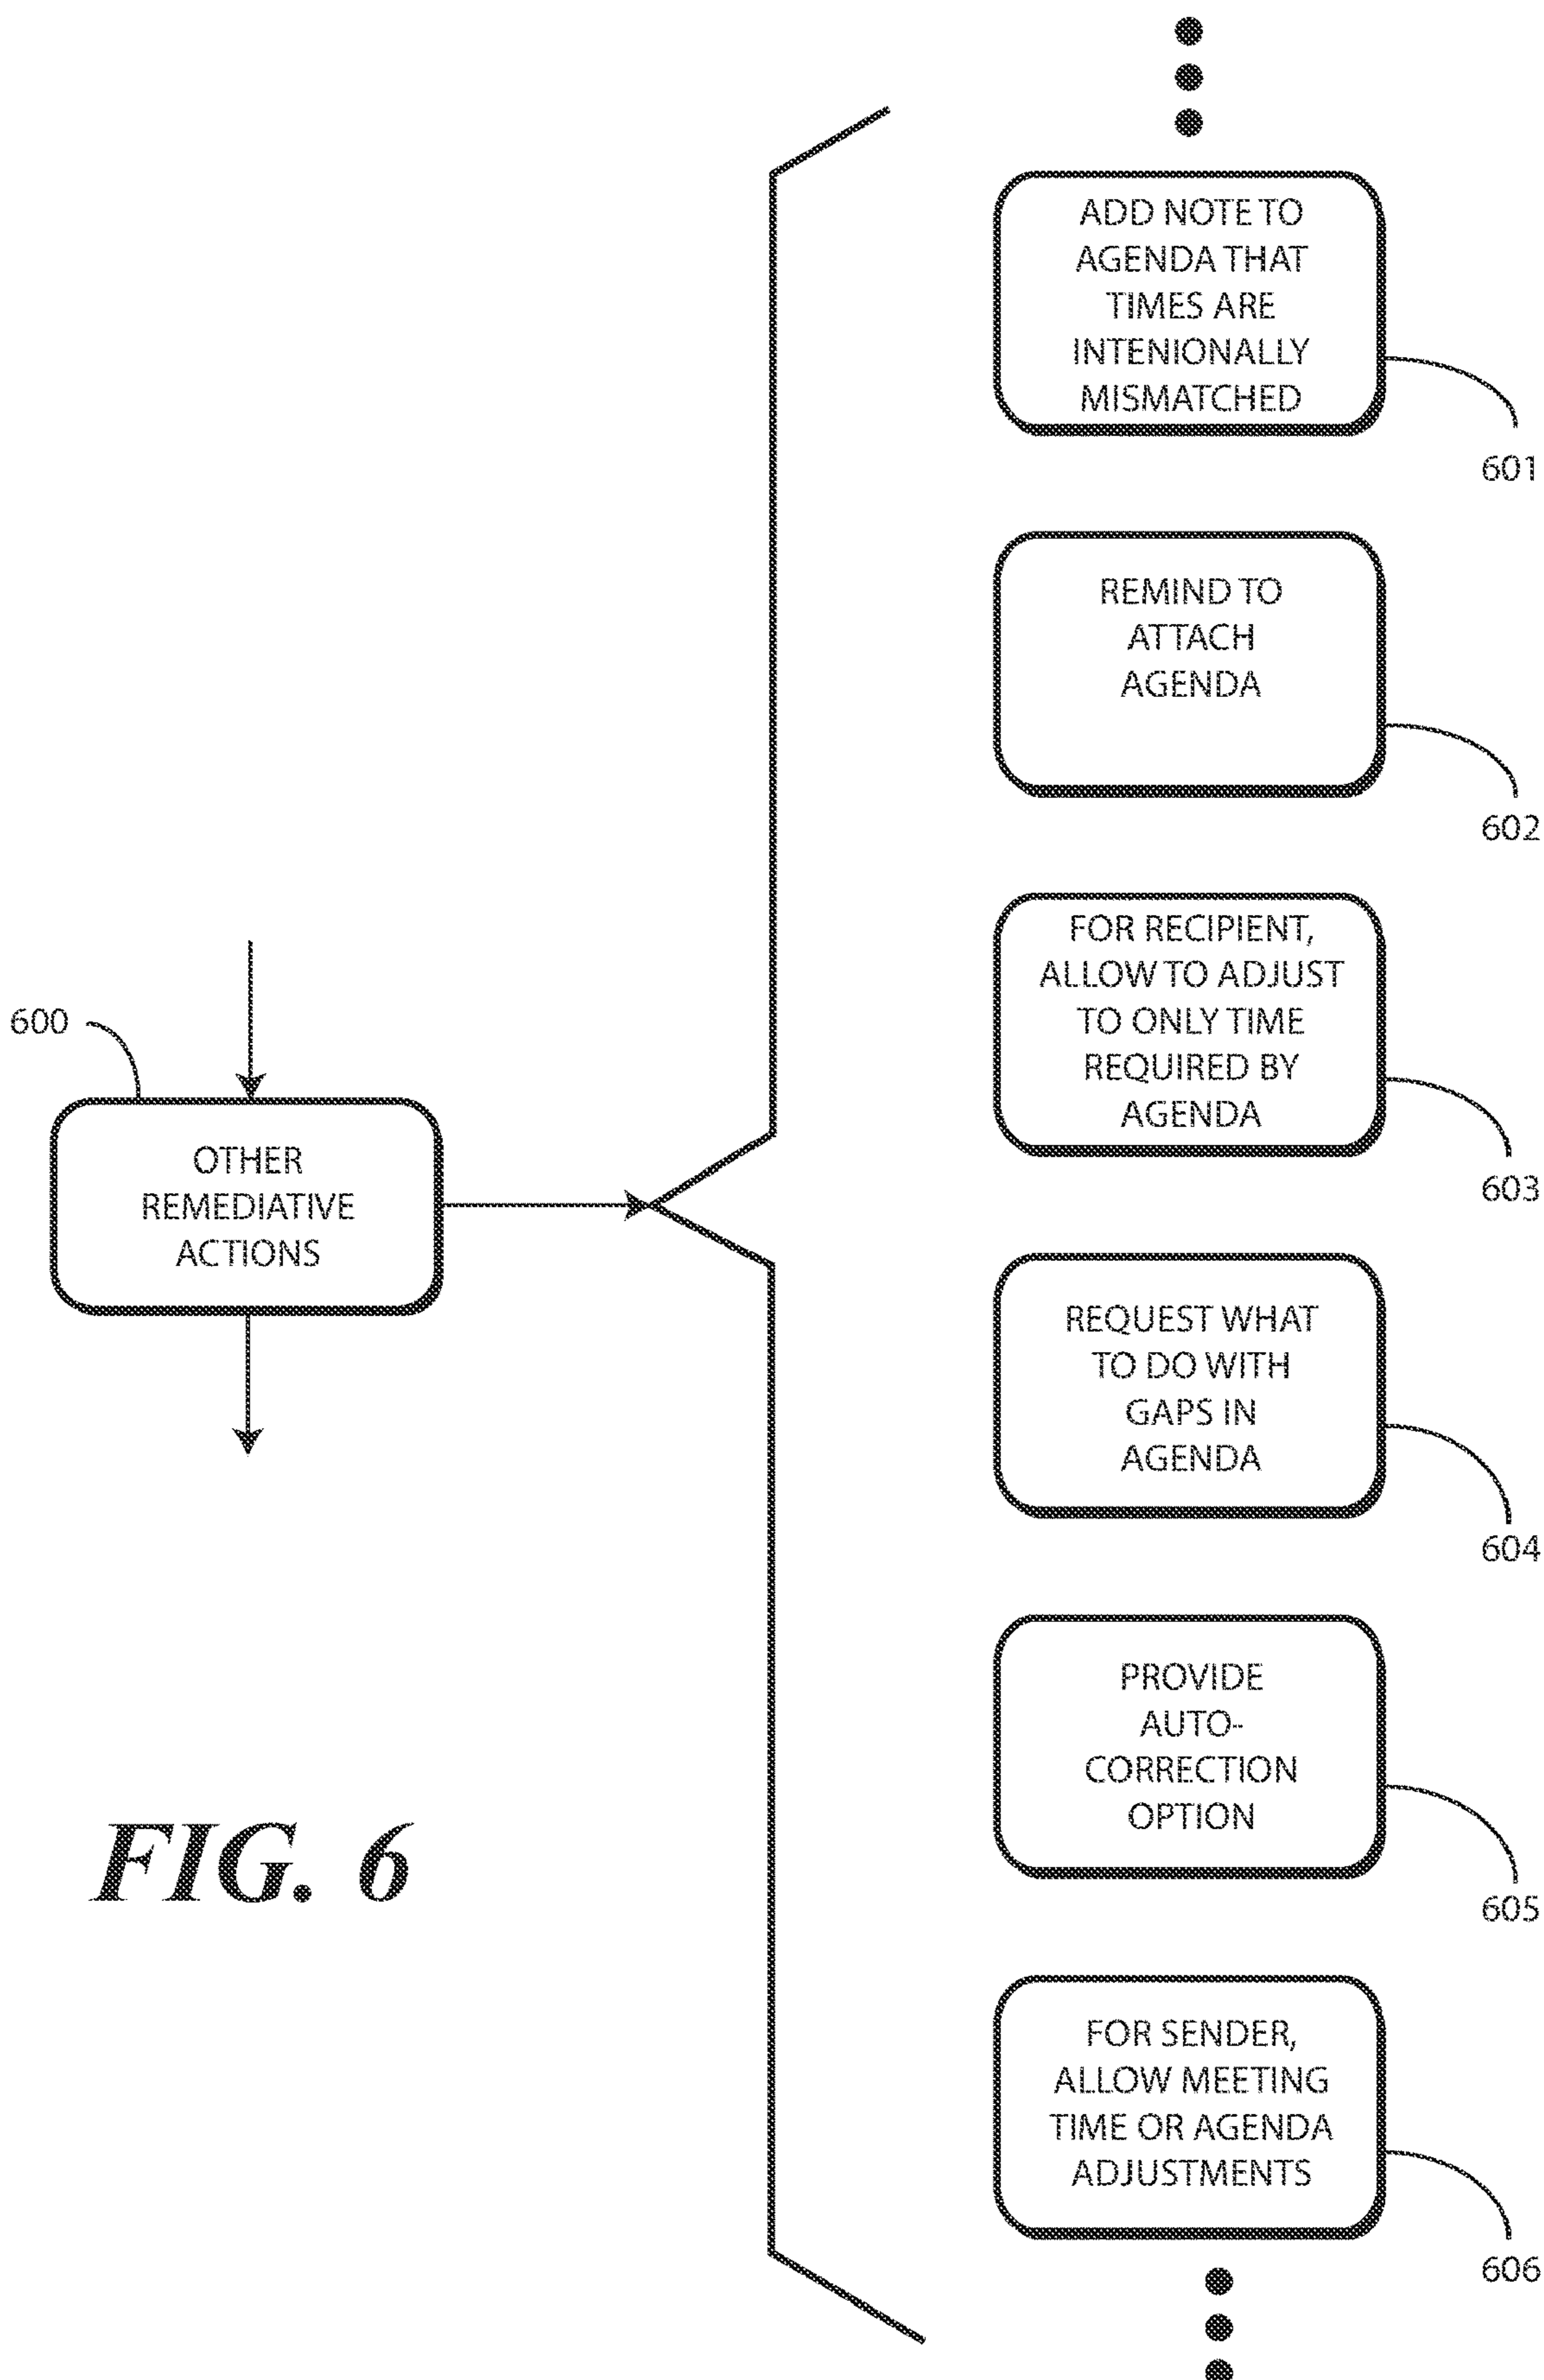 ADD NOTE TO
AGENDA THAT
TIMES ARE
INTENIONALLY
MISMATCHED
601
REMIND TO
ATTACH
AGENDA
602
FOR RECIPIENT,
ALLOW TO ADJUST
TO ONLY TIME
REQUIRED BY
AGENDA
603
600
OTHER
REMEDIATIVE
ACTIONS
REQUEST WHAT
TO DO WITH
GAPS IN
AGENDA
604
PROVIDE
AUTO-
CORRECTION
OPTION
605
FOR SENDER,
ALLOW MEETING
TIME OR AGENDA
ADJUSTMENTS
606
FIG. 6